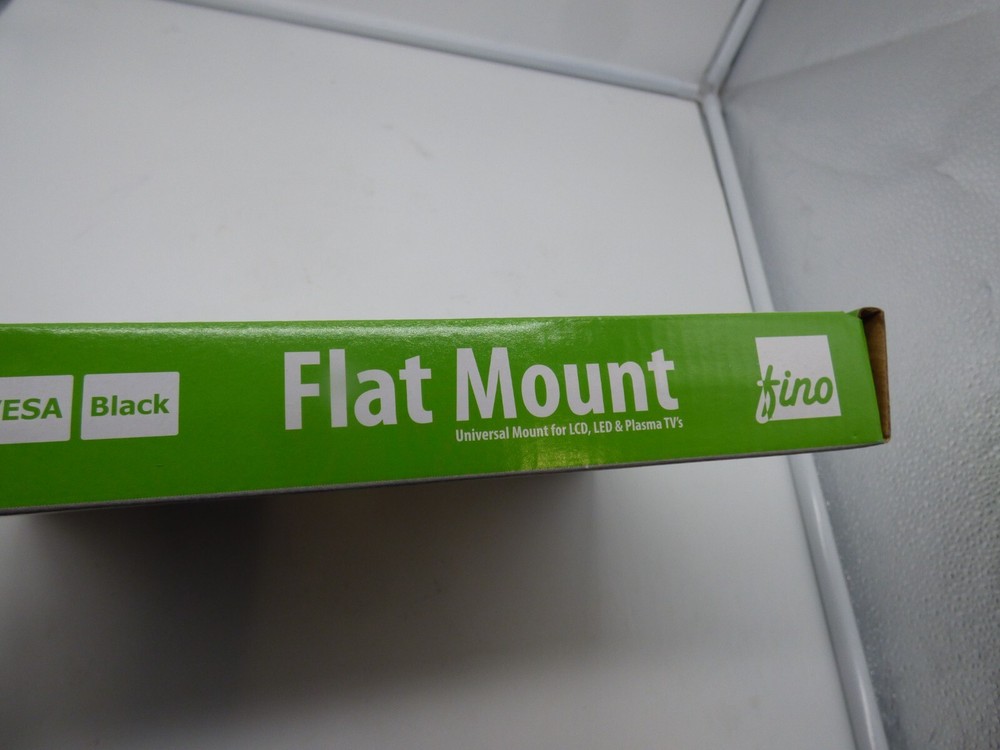 VESA
Black
Flat Mount
Universal Mount for LCD, LED & Plasma TV's
fino